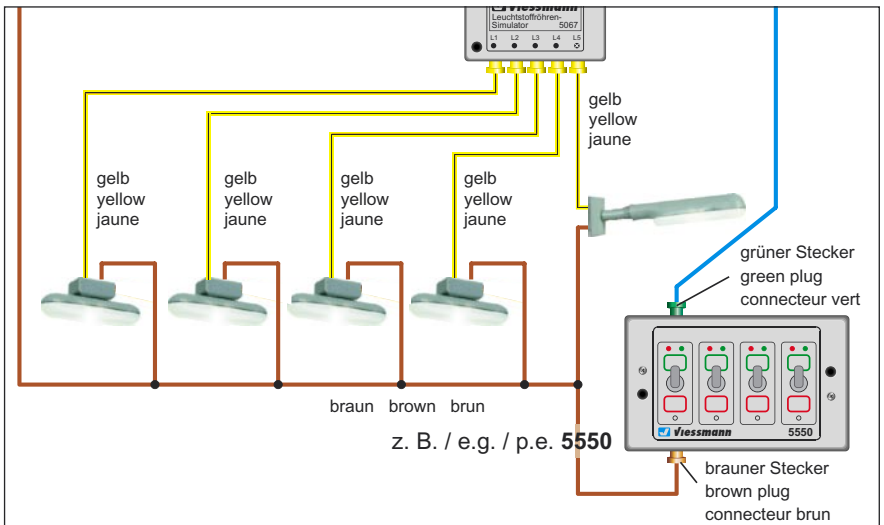 Viessmann
Leuchtstoffröhren-
Simulator 5067
L1 L2 L3 L4 L5
gelb
yellow
jaune
gelb
yellow
jaune
gelb
yellow
jaune
gelb
yellow
jaune
gelb
yellow
jaune
grüner Stecker
green plug
connecteur vert
braun brown brun
z. B. / e.g. / p.e. 5550
Viessmann 5550
brauner Stecker
brown plug
connecteur brun